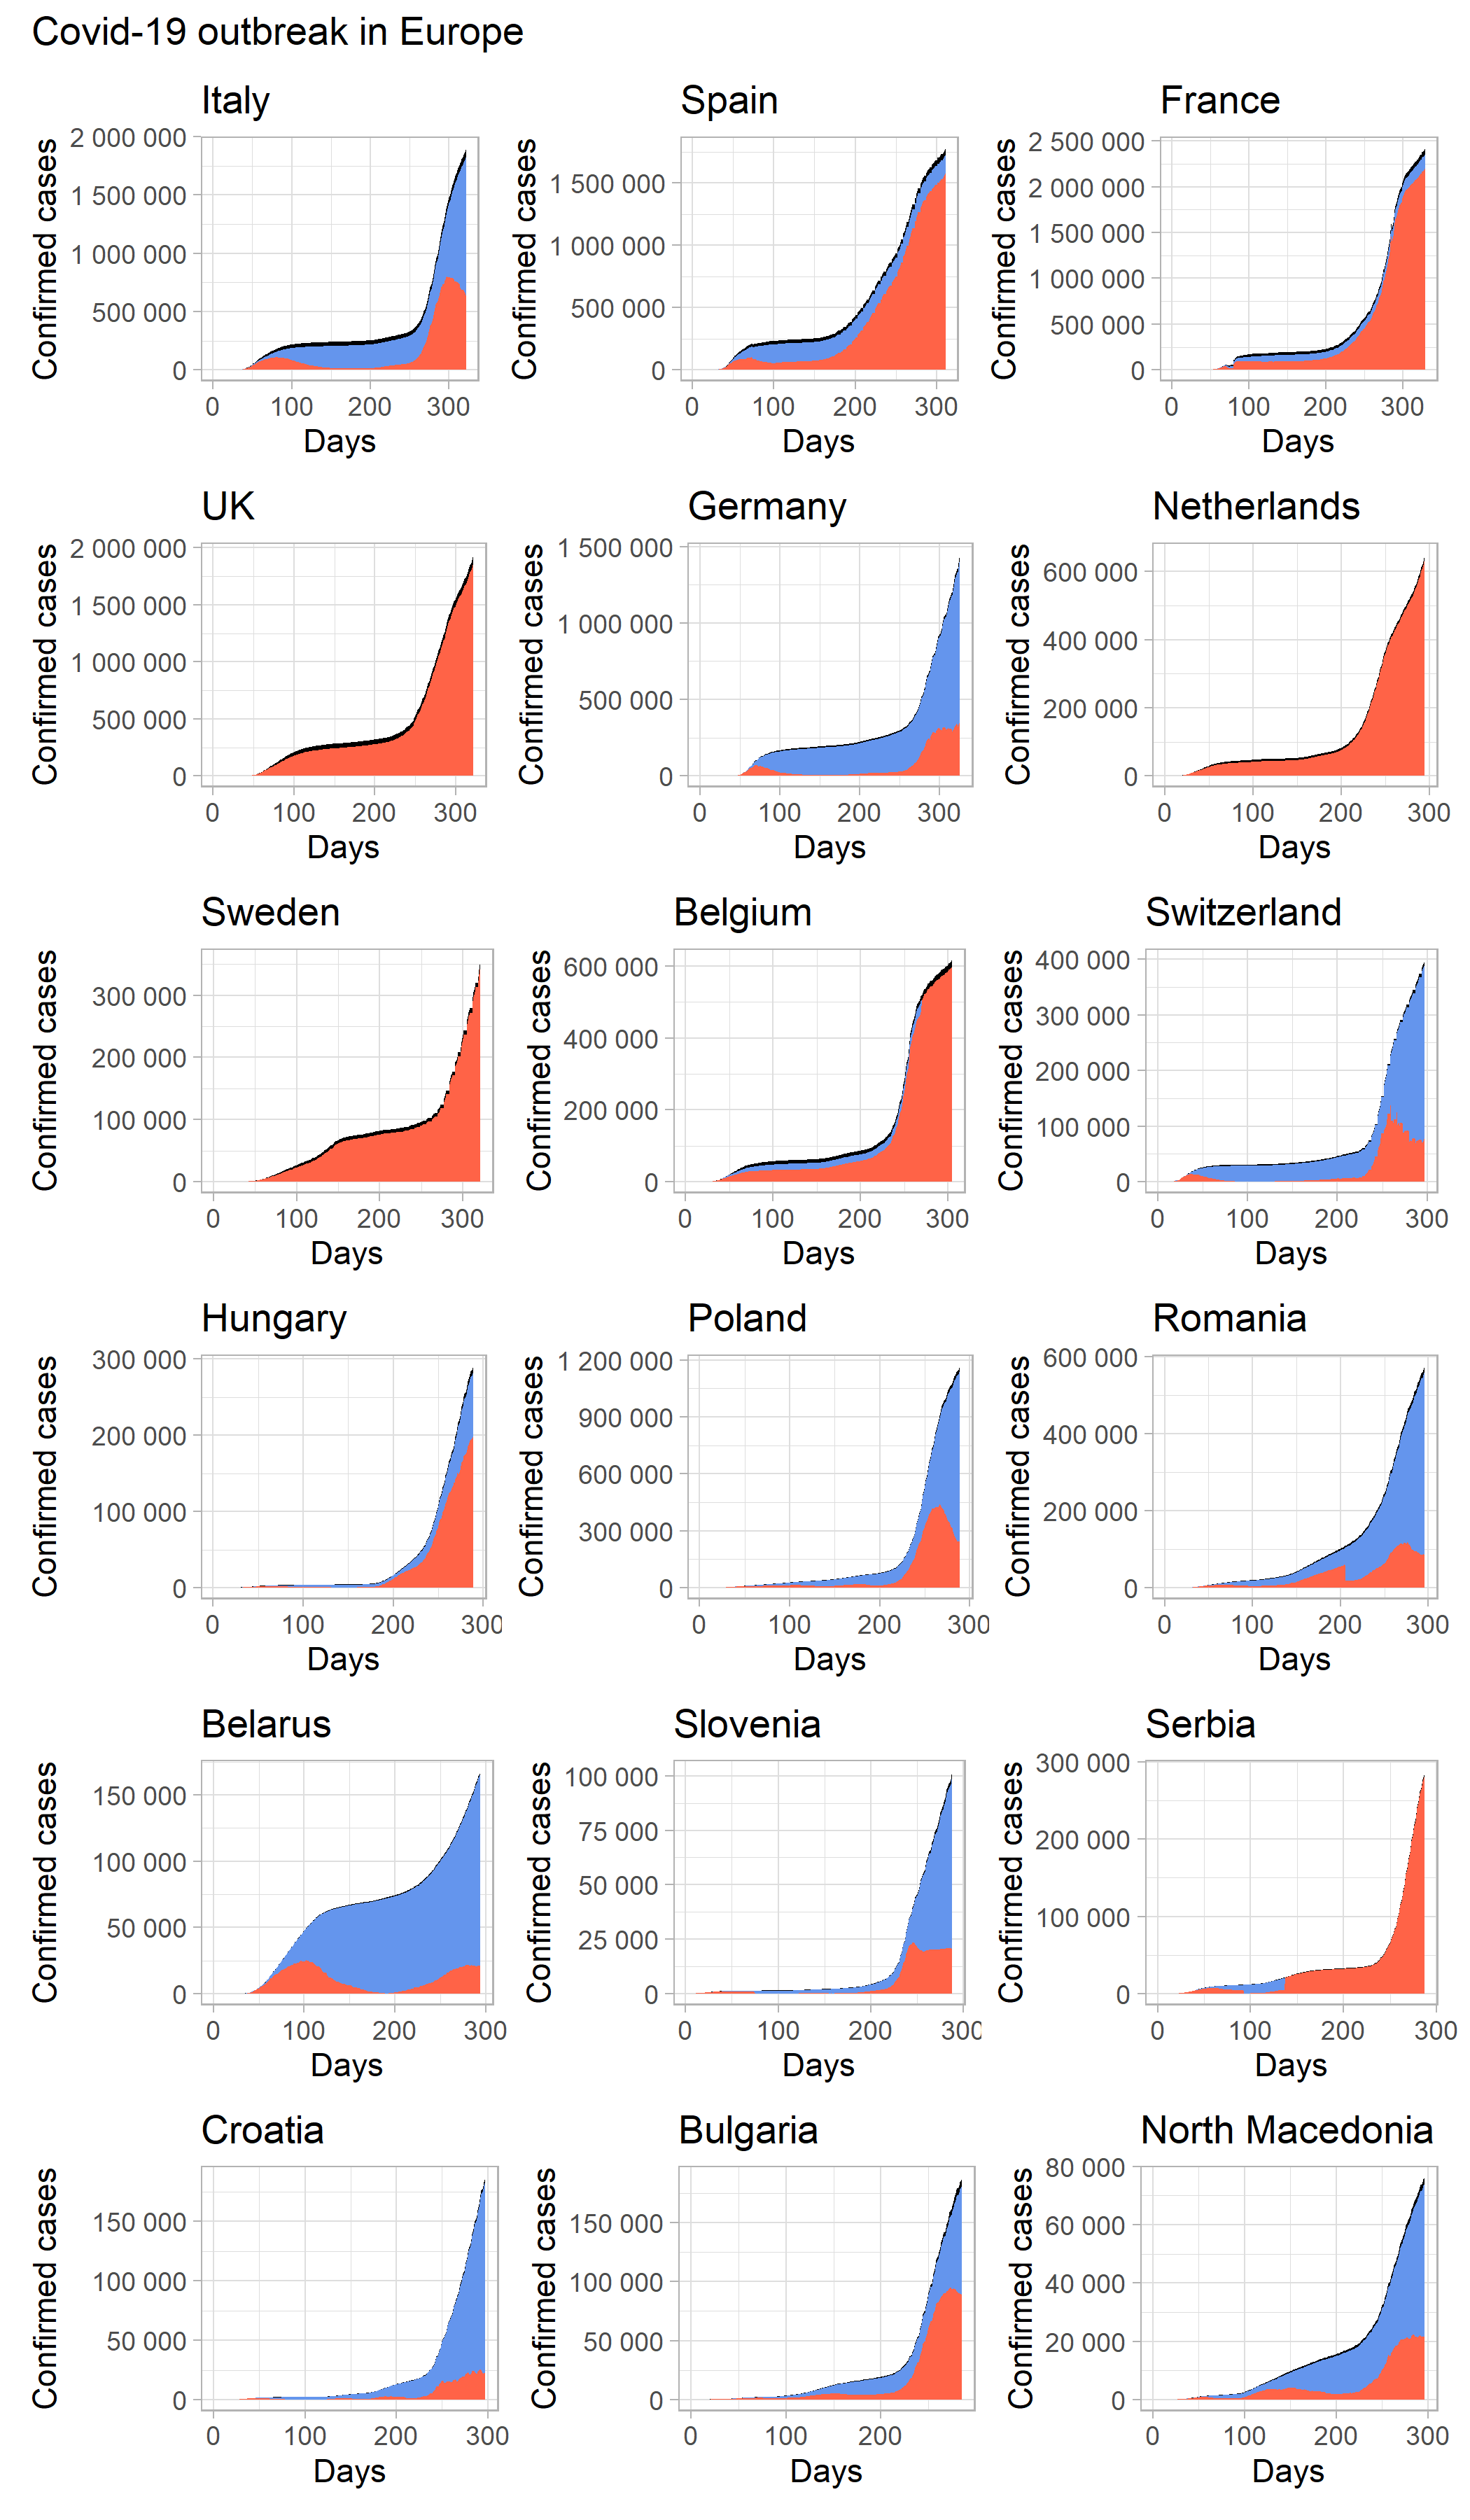 Covid-19 outbreak in Europe
Italy
Confirmed cases
2 000 000
1 500 000
1 000 000
500 000
0
0 100 200 300
Days
Spain
Confirmed cases
1 500 000
1 000 000
500 000
0
0 100 200 300
Days
France
Confirmed cases
2 500 000
2 000 000
1 500 000
1 000 000
500 000
0
0 100 200 300
Days
UK
Confirmed cases
2 000 000
1 500 000
1 000 000
500 000
0
0 100 200 300
Days
Germany
Confirmed cases
1 500 000
1 000 000
500 000
0
0 100 200 300
Days
Netherlands
Confirmed cases
600 000
400 000
200 000
0
0 100 200 300
Days
Sweden
Confirmed cases
300 000
200 000
100 000
0
0 100 200 300
Days
Belgium
Confirmed cases
600 000
400 000
200 000
0
0 100 200 300
Days
Switzerland
Confirmed cases
400 000
300 000
200 000
100 000
0
0 100 200 300
Days
Hungary
Confirmed cases
300 000
200 000
100 000
0
0 100 200 300
Days
Poland
Confirmed cases
1 200 000
900 000
600 000
300 000
0
0 100 200 300
Days
Romania
Confirmed cases
600 000
400 000
200 000
0
0 100 200 300
Days
Belarus
Confirmed cases
150 000
100 000
50 000
0
0 100 200 300
Days
Slovenia
Confirmed cases
100 000
75 000
50 000
25 000
0
0 100 200 300
Days
Serbia
Confirmed cases
300 000
200 000
100 000
0
0 100 200 300
Days
Croatia
Confirmed cases
150 000
100 000
50 000
0
0 100 200 300
Days
Bulgaria
Confirmed cases
150 000
100 000
50 000
0
0 100 200
Days
North Macedonia
Confirmed cases
80 000
60 000
40 000
20 000
0
0 100 200 300
Days